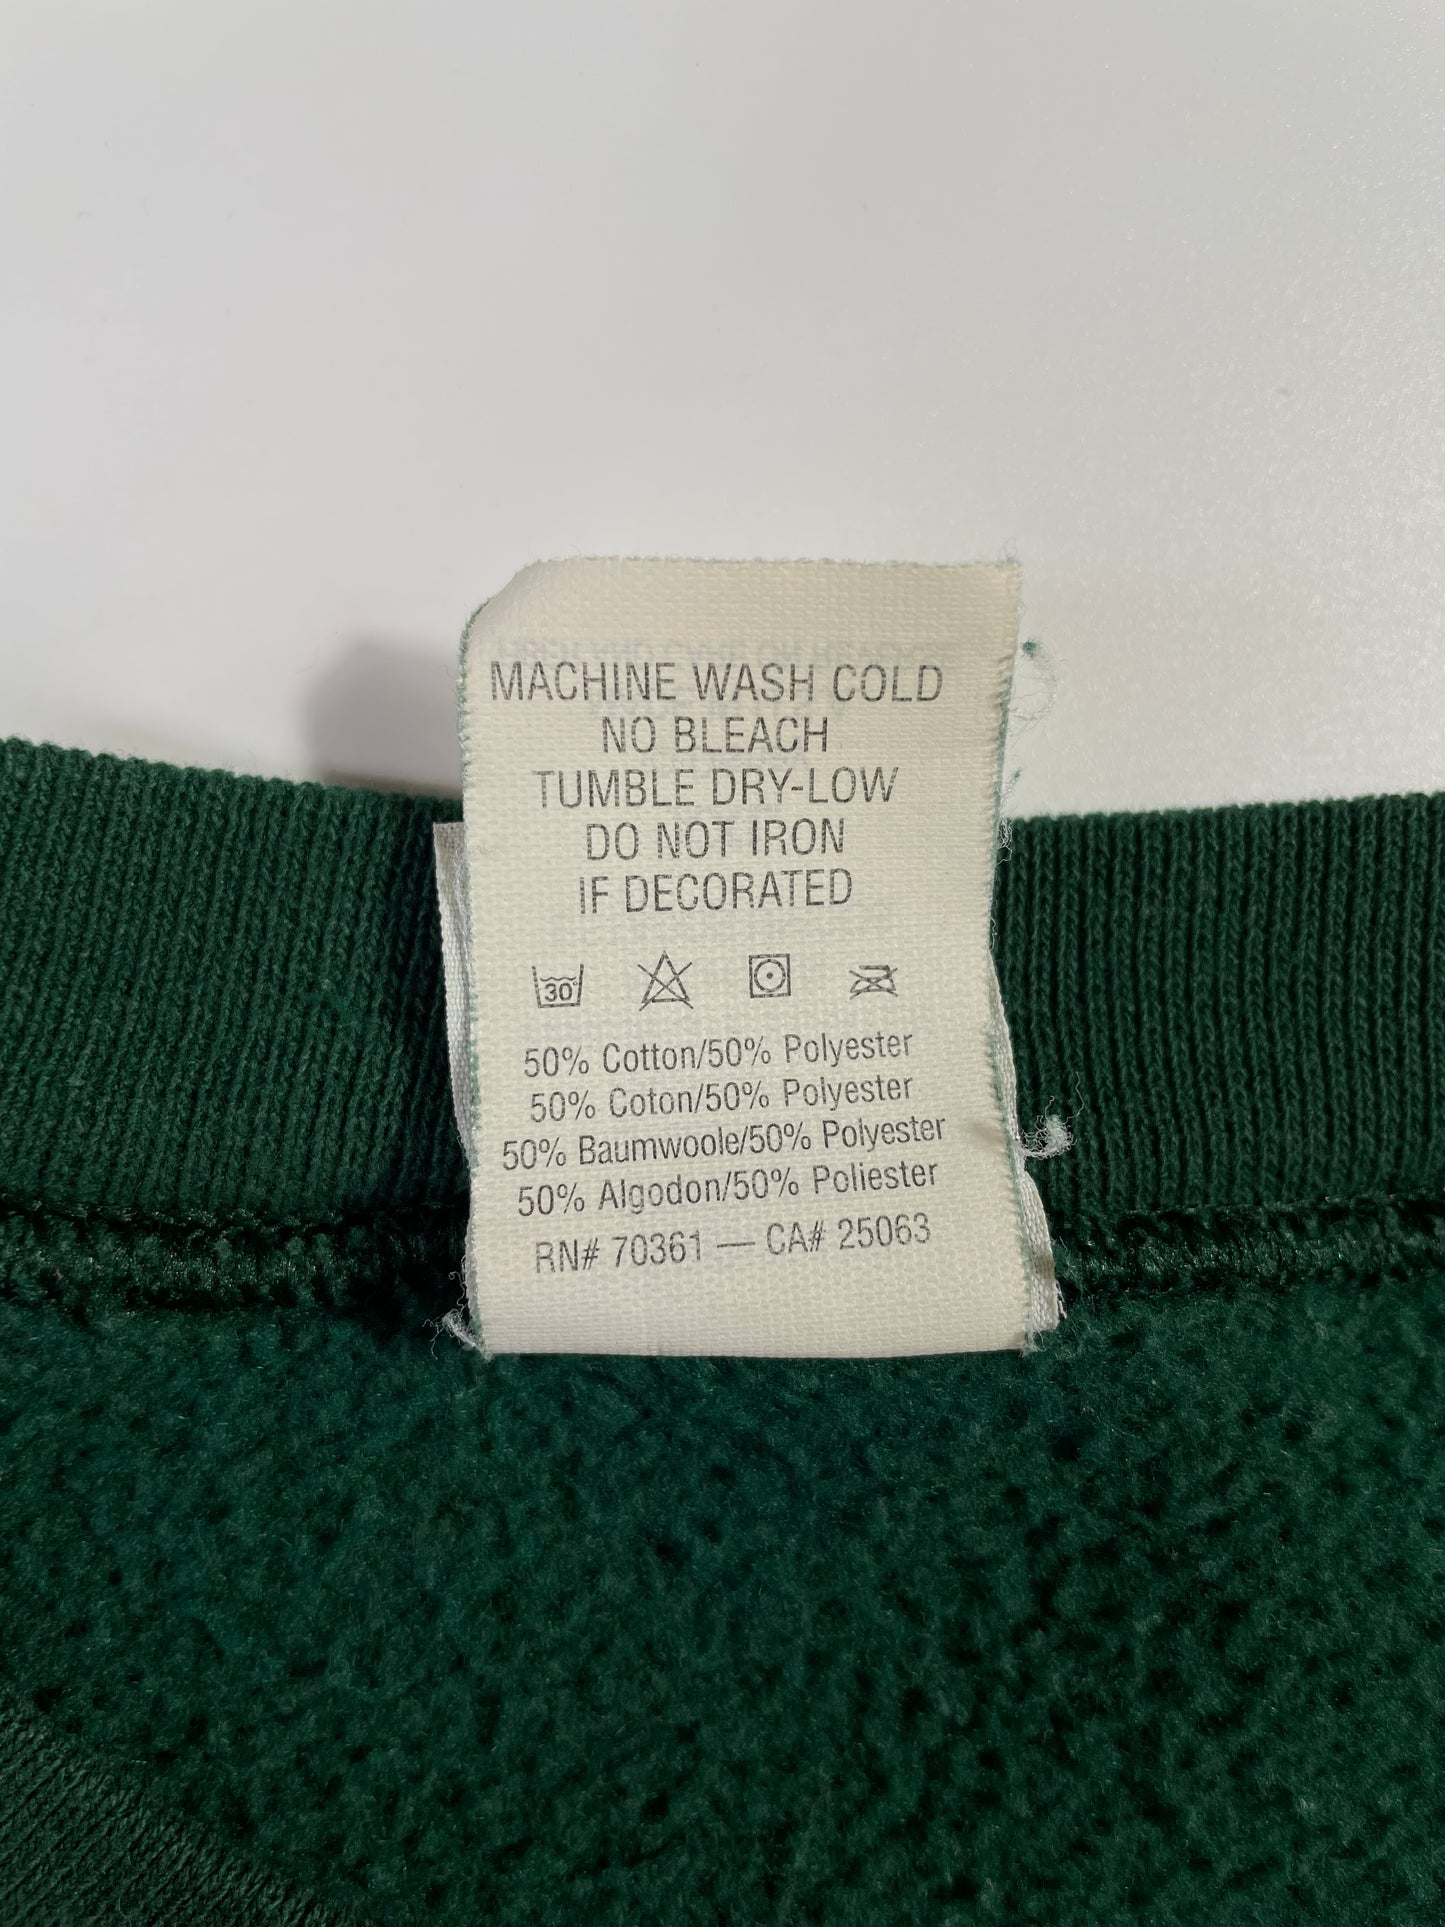 MACHINE WASH COLD
NO BLEACH
TUMBLE DRY-LOW
DO NOT IRON
IF DECORATED
30°
50% Cotton/50% Polyester
50% Coton/50% Polyester
50% Baumwoole/50% Polyester
50% Algodon/50% Poliester
RN# 70361 — CA# 25063